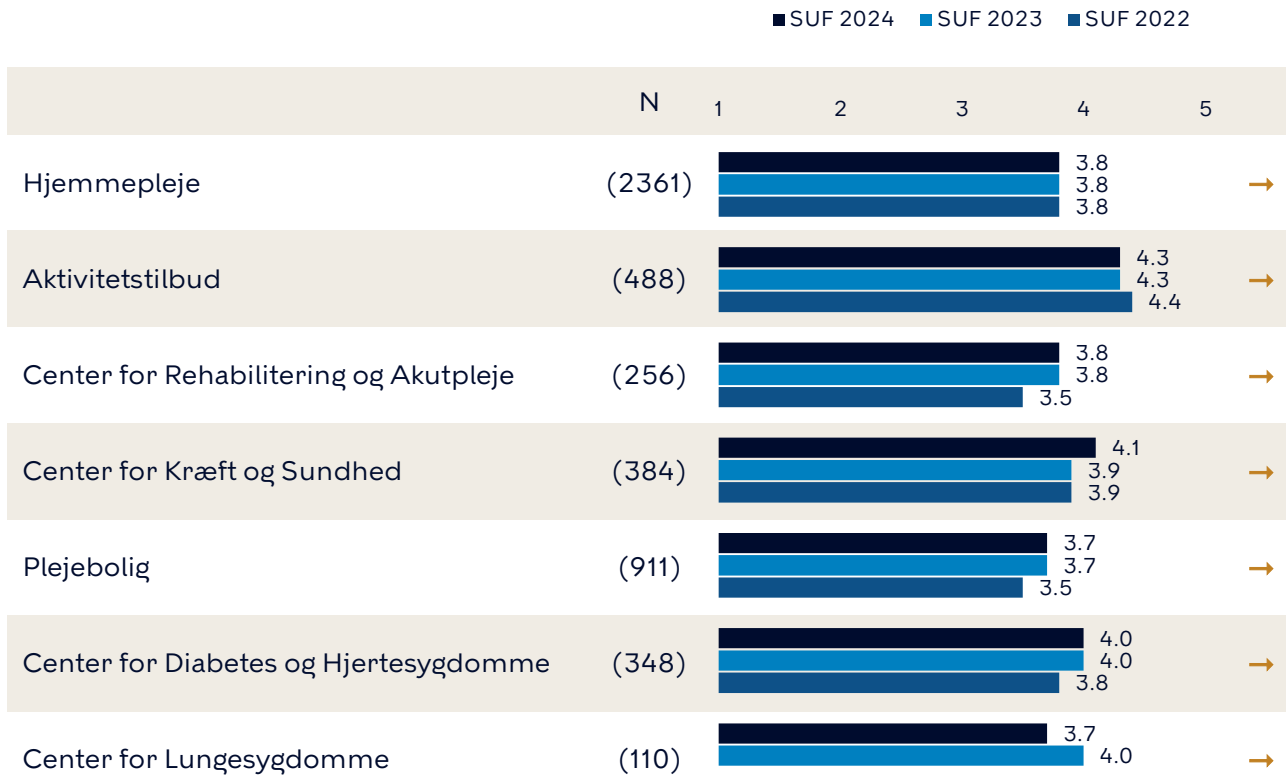 SUF 2024 SUF 2023 SUF 2022
N 1 2 3 4 5
Hjemmepleje (2361) 3.8
3.8
3.8
Aktivitetstilbud (488) 4.3
4.3
4.4
Center for Rehabilitering og Akutpleje (256) 3.8
3.8
3.5
Center for Kræft og Sundhed (384) 4.1
3.9
3.9
Plejebolig (911) 3.7
3.7
3.5
Center for Diabetes og Hjertesygdomme (348) 4.0
4.0
3.8
Center for Lungesygdomme (110) 3.7
4.0